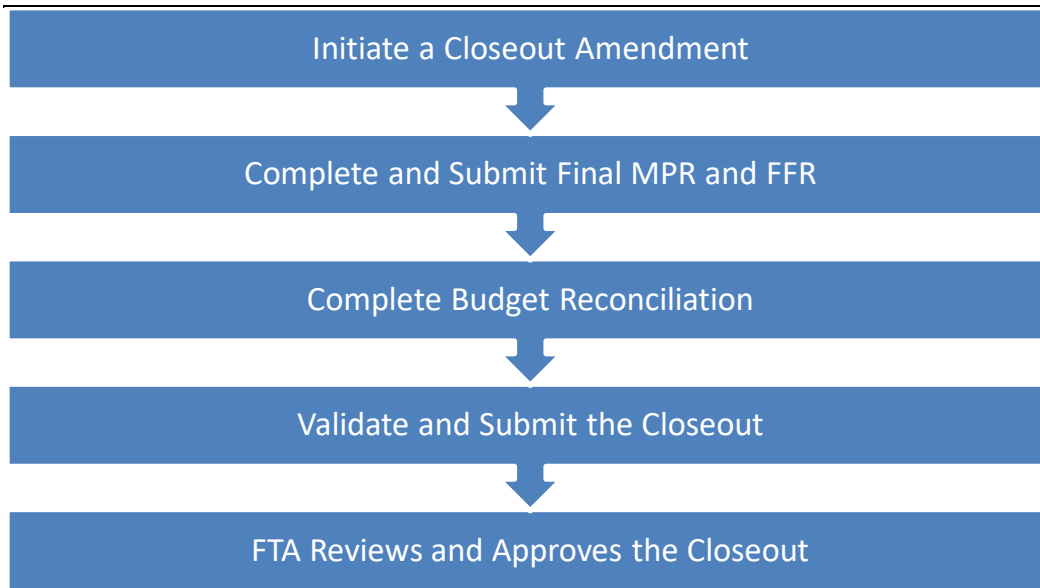 Initiate a Closeout Amendment
Complete and Submit Final MPR and FFR
Complete Budget Reconciliation
Validate and Submit the Closeout
FTA Reviews and Approves the Closeout